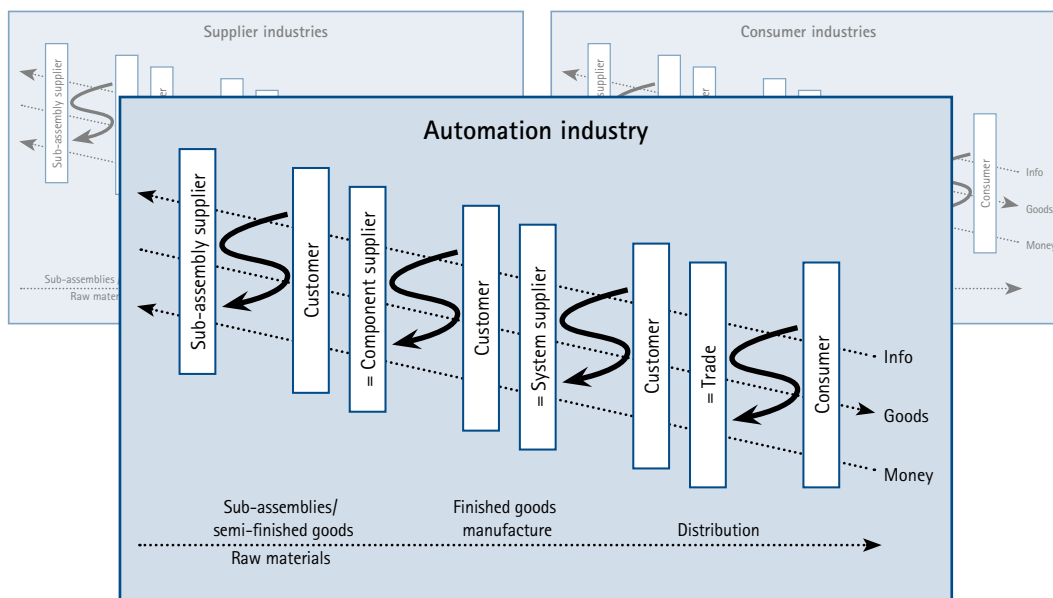 Supplier industries
Consumer industries
Sub-assembly supplier
supplier
Consumer
Info
Goods
Money
Sub-assemblies /
Raw
Automation industry
Sub-assembly supplier
Customer
= Component supplier
Customer
= System supplier
Customer
= Trade
Consumer
Info
Goods
Money
Sub-assemblies/
semi-finished goods
Raw materials
Finished goods
manufacture
Distribution